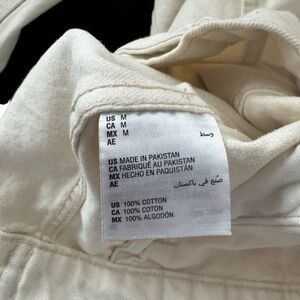 US M
CA M
MX M
AE وسط
US MADE IN PAKISTAN
CA FABRIQUÉ AU PAKISTAN
MX HECHO EN PAQUISTÁN
AE صُنع في باكستان
US 100% COTTON
CA 100% COTON
MX 100% ALGODÓN